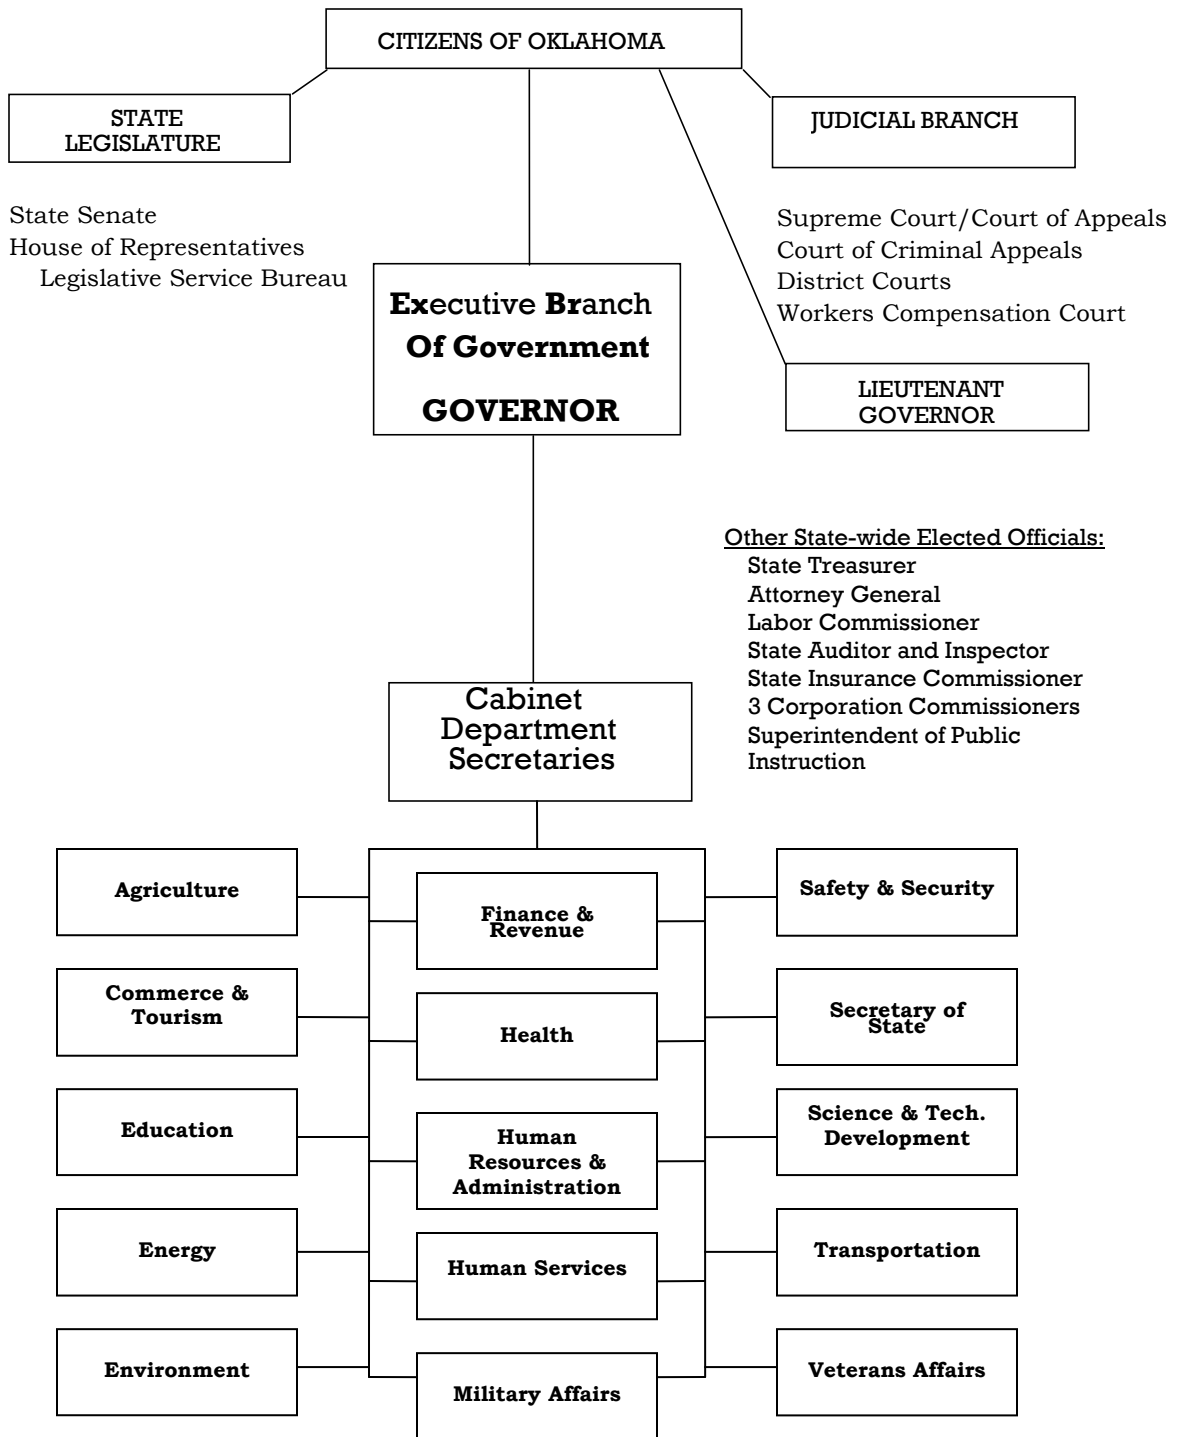 CITIZENS OF OKLAHOMA
STATE
LEGISLATURE
JUDICIAL BRANCH
State Senate
House of Representatives
Legislative Service Bureau
Supreme Court/Court of Appeals
Court of Criminal Appeals
District Courts
Workers Compensation Court
Executive Branch
Of Government
GOVERNOR
LIEUTENANT
GOVERNOR
Other State-wide Elected Officials:
State Treasurer
Attorney General
Labor Commissioner
State Auditor and Inspector
State Insurance Commissioner
3 Corporation Commissioners
Superintendent of Public
Instruction
Cabinet
Department
Secretaries
Agriculture
Finance &
Revenue
Safety & Security
Commerce &
Tourism
Health
Secretary of
State
Education
Human
Resources &
Administration
Science & Tech.
Development
Energy
Human Services
Transportation
Environment
Military Affairs
Veterans Affairs